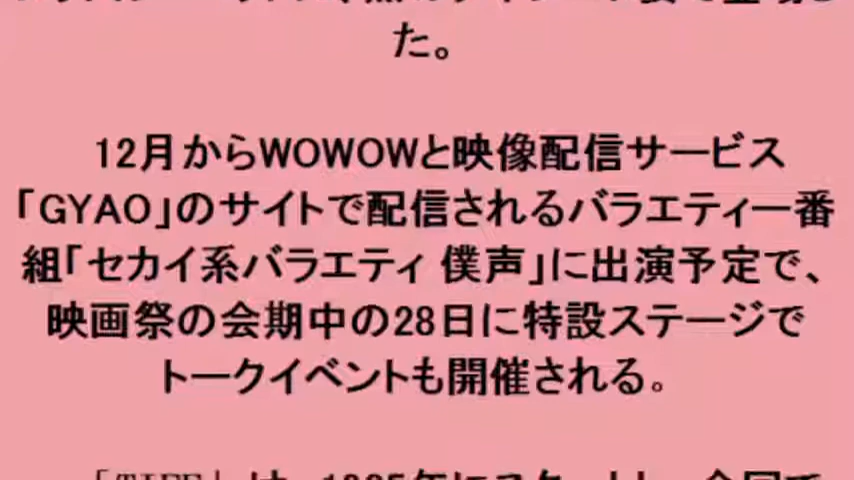 た。
12月からWOWOWと映像配信サービス
「GYAO」のサイトで配信されるバラエティー番
組「セカイ系バラエティ 僕声」に出演予定で、
映画祭の会期中の28日に特設ステージで
トークイベントも開催される。